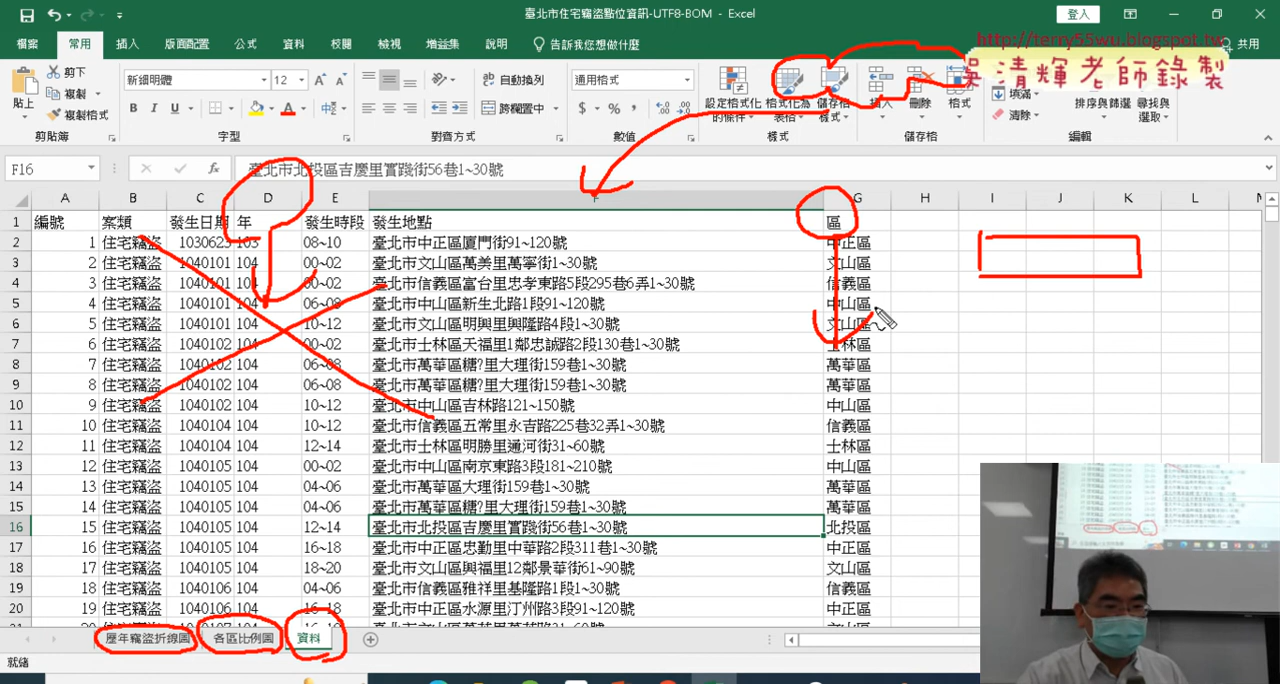 臺北市住宅竊盜點位資訊-UTF8-BOM - Excel
登入
檔案 常用 插入 版面配置 公式 資料 校閱 檢視 增益集 說明 告訴我您想做什麼 共用
http://terry55wu.blogspot.tw
吳清輝老師錄製
貼上 剪下 複製 複製格式 剪貼簿
新細明體 12 字型
自動換列 跨欄置中 對齊方式
通用格式 數值
設定格式化的條件 格式化為表格 儲存格樣式 樣式
插入 刪除 格式 儲存格
填滿 清除 排序與篩選 尋找與選取 編輯
F16 臺北市北投區吉慶里實踐街56巷1~30號
A B C D E F G H I J K L
1 編號 案類 發生日期 年 發生時段 發生地點 區
2 1 住宅竊盜 1030623 103 08~10 臺北市中正區廈門街91~120號 中正區
3 2 住宅竊盜 1040101 104 00~02 臺北市文山區萬美里萬寧街1~30號 文山區
4 3 住宅竊盜 1040101 104 00~02 臺北市信義區富台里忠孝東路5段295巷6弄1~30號 信義區
5 4 住宅竊盜 1040101 104 06~08 臺北市中山區新生北路1段91~120號 中山區
6 5 住宅竊盜 1040101 104 10~12 臺北市文山區明興里興隆路4段1~30號 文山區
7 6 住宅竊盜 1040102 104 00~02 臺北市士林區天福里1鄰忠誠路2段130巷1~30號 士林區
8 7 住宅竊盜 1040102 104 06~08 臺北市萬華區糖?里大理街159巷1~30號 萬華區
9 8 住宅竊盜 1040102 104 06~08 臺北市萬華區糖?里大理街159巷1~30號 萬華區
10 9 住宅竊盜 1040102 104 10~12 臺北市中山區吉林路121~150號 中山區
11 10 住宅竊盜 1040104 104 10~12 臺北市信義區五常里永吉路225巷32弄1~30號 信義區
12 11 住宅竊盜 1040104 104 12~14 臺北市士林區明勝里通河街31~60號 士林區
13 12 住宅竊盜 1040105 104 00~02 臺北市中山區南京東路3段181~210號 中山區
14 13 住宅竊盜 1040105 104 04~06 臺北市萬華區大理街159巷1~30號 萬華區
15 14 住宅竊盜 1040105 104 04~06 臺北市萬華區糖?里大理街159巷1~30號 萬華區
16 15 住宅竊盜 1040105 104 12~14 臺北市北投區吉慶里實踐街56巷1~30號 北投區
17 16 住宅竊盜 1040105 104 16~18 臺北市中正區忠勤里中華路2段311巷1~30號 中正區
18 17 住宅竊盜 1040105 104 18~20 臺北市文山區興福里12鄰景華街61~90號 文山區
19 18 住宅竊盜 1040106 104 04~06 臺北市信義區雅祥里基隆路1段1~30號 信義區
20 19 住宅竊盜 1040106 104 16~18 臺北市中正區水源里汀州路3段91~120號 中正區
歷年竊盜折線圖 各區比例圖 資料
就緒